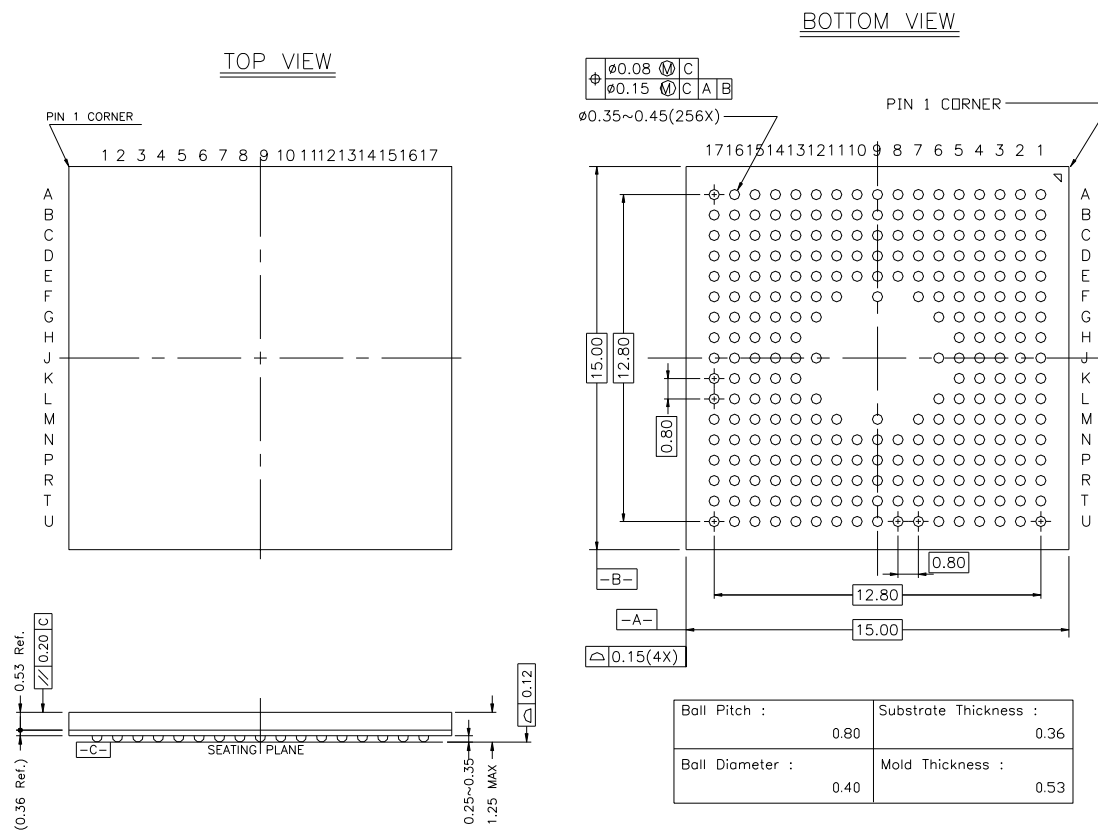 TOP VIEW
PIN 1 CORNER
1 2 3 4 5 6 7 8 9 10 11 12 13 14 15 16 17
A
B
C
D
E
F
G
H
J
K
L
M
N
P
R
T
U
BOTTOM VIEW
⌖ ø0.08 Ⓜ C
ø0.15 Ⓜ C A B
ø0.35~0.45(256X)
PIN 1 CORNER
17 16 15 14 13 12 11 10 9 8 7 6 5 4 3 2 1
A
B
C
D
E
F
G
H
J
K
L
M
N
P
R
T
U
15.00
12.80
0.80
0.80
12.80
15.00
-B-
-A-
⌓ 0.15(4X)
0.53 Ref.
// 0.20 C
(0.36 Ref.)
-C-
SEATING PLANE
0.25~0.35
1.25 MAX
⌓ 0.12
Ball Pitch : 0.80
Substrate Thickness : 0.36
Ball Diameter : 0.40
Mold Thickness : 0.53